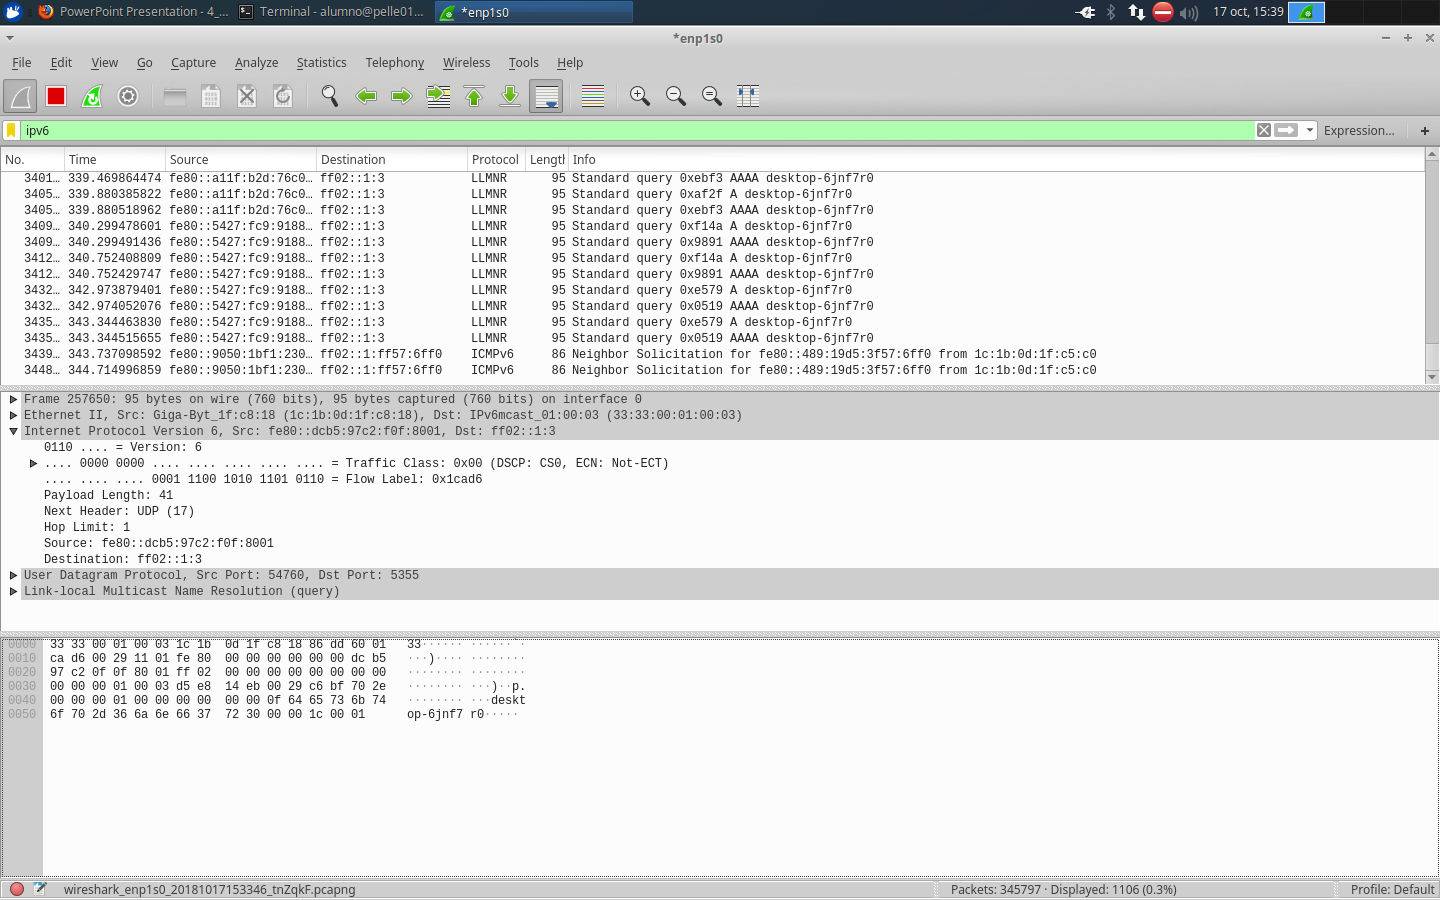 PowerPoint Presentation - 4_... Terminal - alumno@pelle01... *enp1s0 17 oct, 15:39
*enp1s0
File Edit View Go Capture Analyze Statistics Telephony Wireless Tools Help
ipv6 Expression... +
No. Time Source Destination Protocol Length Info
3401… 339.469864474 fe80::a11f:b2d:76c0… ff02::1:3 LLMNR 95 Standard query 0xebf3 AAAA desktop-6jnf7r0
3405… 339.880385822 fe80::a11f:b2d:76c0… ff02::1:3 LLMNR 95 Standard query 0xaf2f A desktop-6jnf7r0
3405… 339.880518962 fe80::a11f:b2d:76c0… ff02::1:3 LLMNR 95 Standard query 0xebf3 AAAA desktop-6jnf7r0
3409… 340.299478601 fe80::5427:fc9:9188… ff02::1:3 LLMNR 95 Standard query 0xf14a A desktop-6jnf7r0
3409… 340.299491436 fe80::5427:fc9:9188… ff02::1:3 LLMNR 95 Standard query 0x9891 AAAA desktop-6jnf7r0
3412… 340.752408809 fe80::5427:fc9:9188… ff02::1:3 LLMNR 95 Standard query 0xf14a A desktop-6jnf7r0
3412… 340.752429747 fe80::5427:fc9:9188… ff02::1:3 LLMNR 95 Standard query 0x9891 AAAA desktop-6jnf7r0
3432… 342.973879401 fe80::5427:fc9:9188… ff02::1:3 LLMNR 95 Standard query 0xe579 A desktop-6jnf7r0
3432… 342.974052076 fe80::5427:fc9:9188… ff02::1:3 LLMNR 95 Standard query 0x0519 AAAA desktop-6jnf7r0
3435… 343.344463830 fe80::5427:fc9:9188… ff02::1:3 LLMNR 95 Standard query 0xe579 A desktop-6jnf7r0
3435… 343.344515655 fe80::5427:fc9:9188… ff02::1:3 LLMNR 95 Standard query 0x0519 AAAA desktop-6jnf7r0
3439… 343.737098592 fe80::9050:1bf1:230… ff02::1:ff57:6ff0 ICMPv6 86 Neighbor Solicitation for fe80::489:19d5:3f57:6ff0 from 1c:1b:0d:1f:c5:c0
3448… 344.714996859 fe80::9050:1bf1:230… ff02::1:ff57:6ff0 ICMPv6 86 Neighbor Solicitation for fe80::489:19d5:3f57:6ff0 from 1c:1b:0d:1f:c5:c0
Frame 257650: 95 bytes on wire (760 bits), 95 bytes captured (760 bits) on interface 0
Ethernet II, Src: Giga-Byt_1f:c8:18 (1c:1b:0d:1f:c8:18), Dst: IPv6mcast_01:00:03 (33:33:00:01:00:03)
Internet Protocol Version 6, Src: fe80::dcb5:97c2:f0f:8001, Dst: ff02::1:3
0110 .... = Version: 6
.... 0000 0000 .... .... .... .... .... = Traffic Class: 0x00 (DSCP: CS0, ECN: Not-ECT)
.... .... .... 0001 1100 1010 1101 0110 = Flow Label: 0x1cad6
Payload Length: 41
Next Header: UDP (17)
Hop Limit: 1
Source: fe80::dcb5:97c2:f0f:8001
Destination: ff02::1:3
User Datagram Protocol, Src Port: 54760, Dst Port: 5355
Link-local Multicast Name Resolution (query)
0000 33 33 00 01 00 03 1c 1b 0d 1f c8 18 86 dd 60 01 33······ ······`·
0010 ca d6 00 29 11 01 fe 80 00 00 00 00 00 00 dc b5 ···)···· ········
0020 97 c2 0f 0f 80 01 ff 02 00 00 00 00 00 00 00 00 ········ ········
0030 00 00 00 01 00 03 d5 e8 14 eb 00 29 c6 bf 70 2e ········ ···)··p.
0040 00 00 00 01 00 00 00 00 00 00 0f 64 65 73 6b 74 ········ ···deskt
0050 6f 70 2d 36 6a 6e 66 37 72 30 00 00 1c 00 01 op-6jnf7 r0·····
wireshark_enp1s0_20181017153346_tnZqkF.pcapng Packets: 345797 · Displayed: 1106 (0.3%) Profile: Default